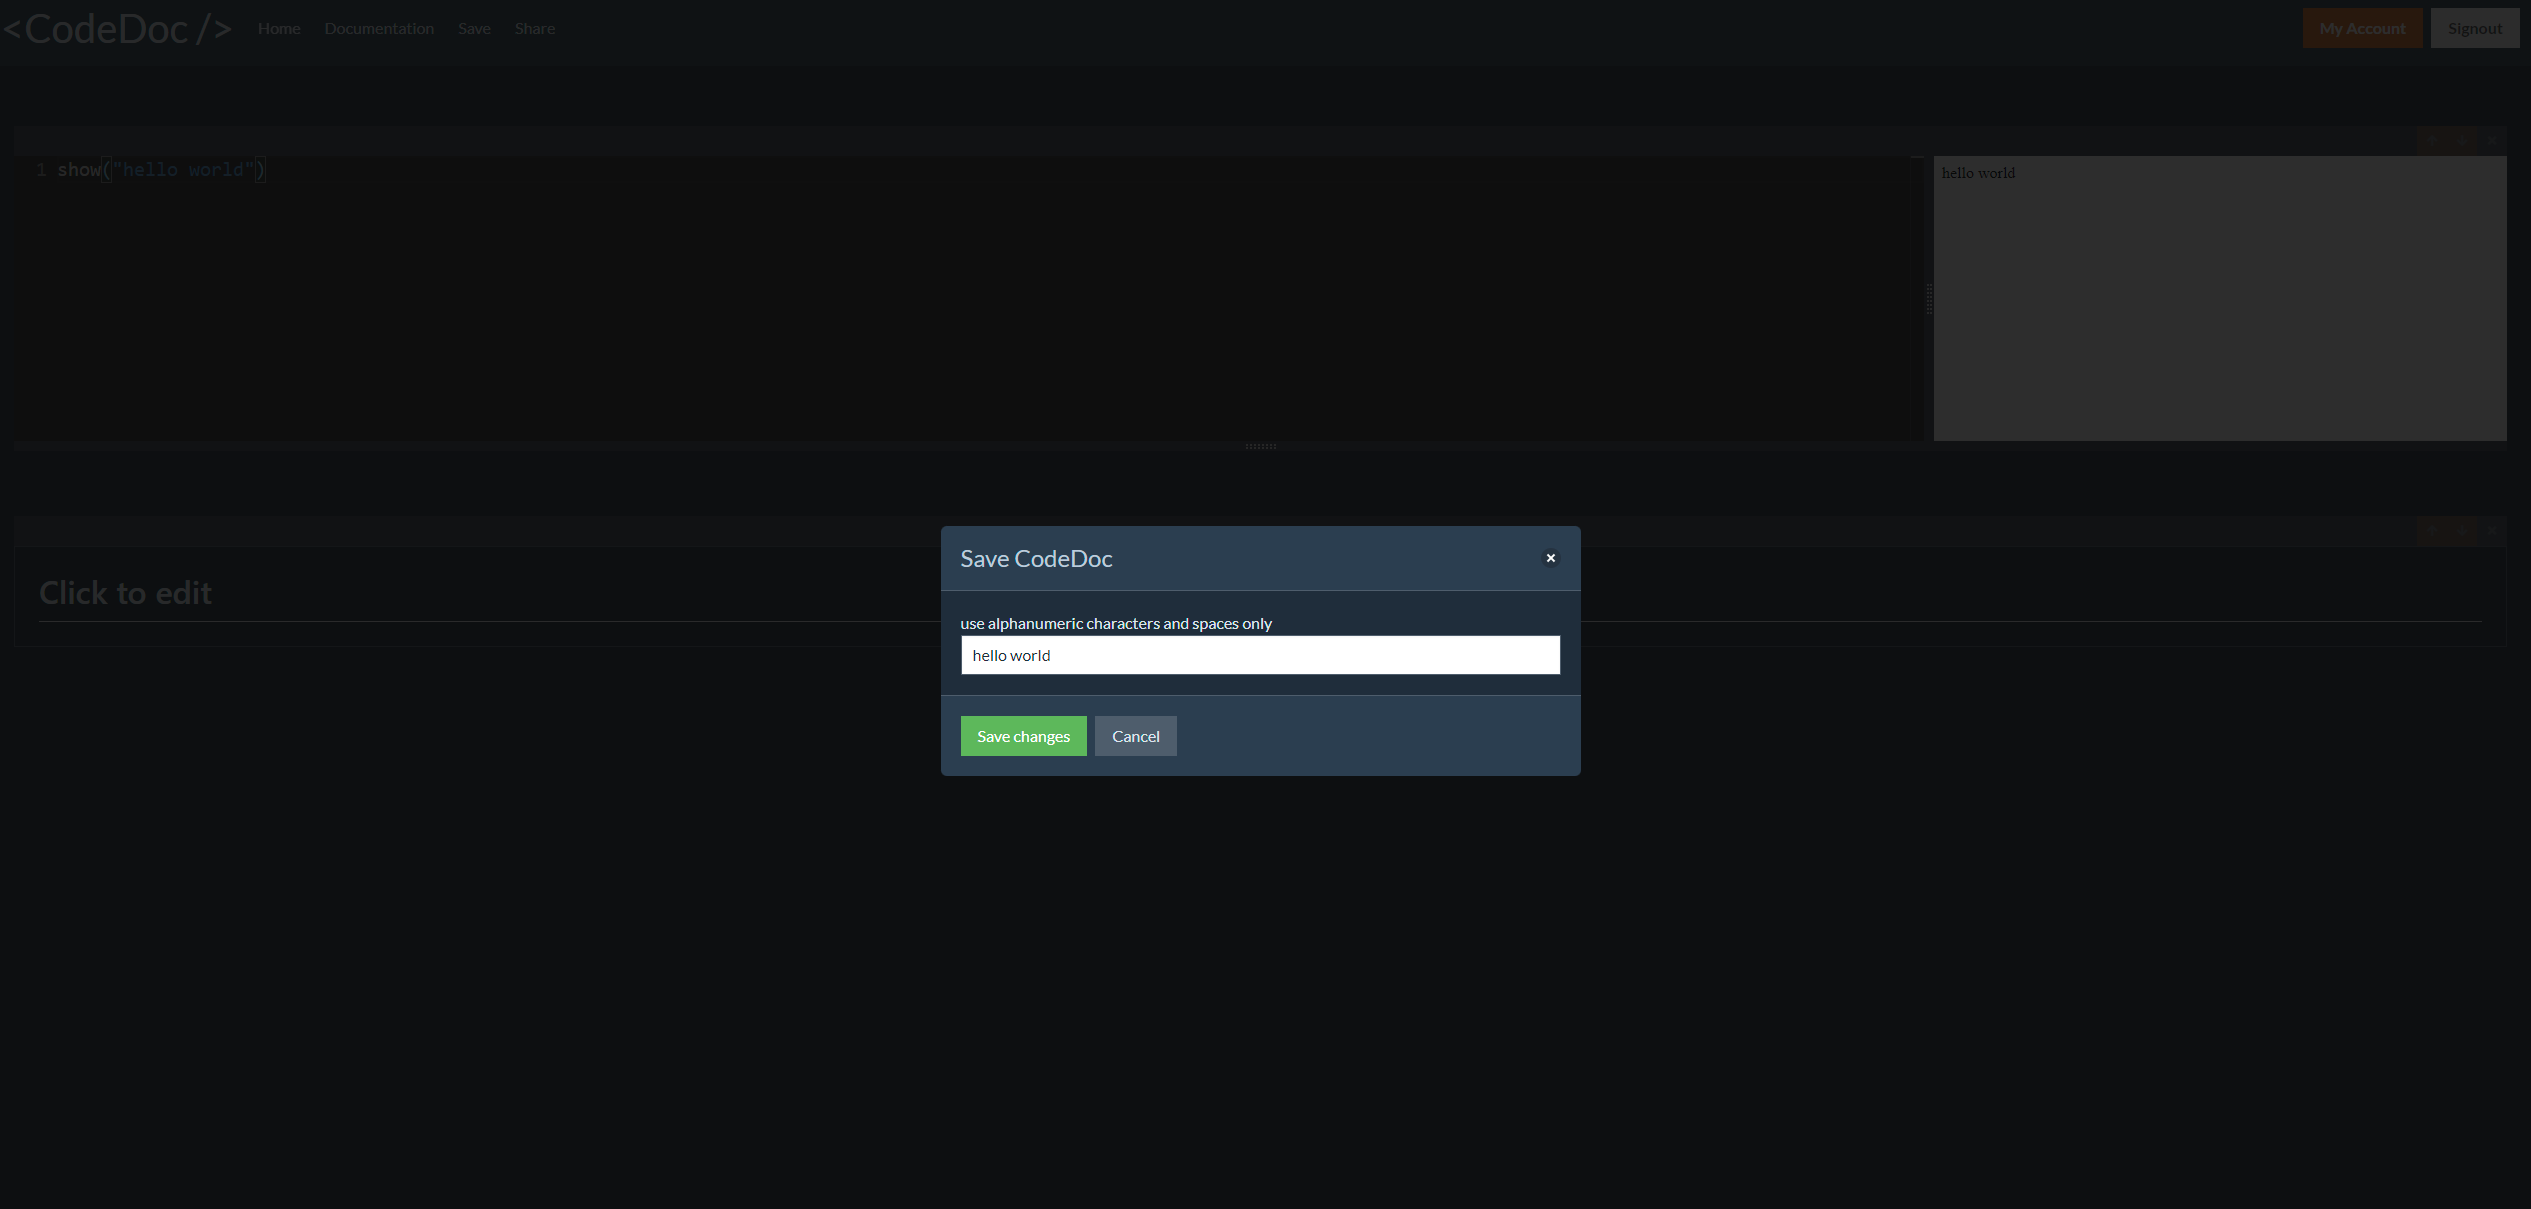 <CodeDoc /> Home Documentation Save Share My Account Signout
1 show("hello world")
hello world
Save CodeDoc
Click to edit
use alphanumeric characters and spaces only
hello world
Save changes Cancel